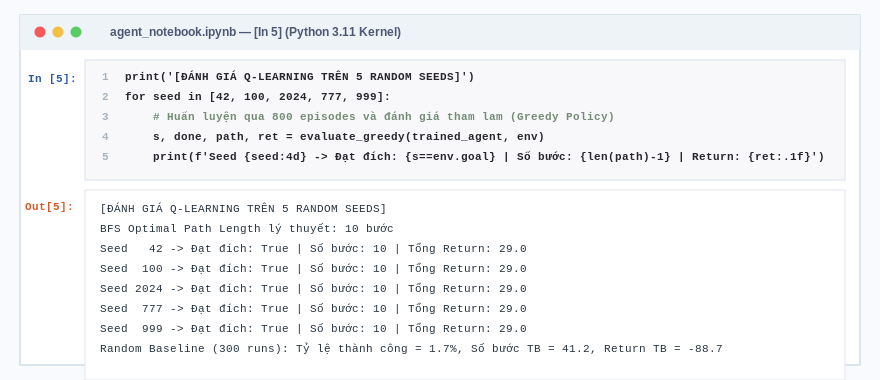 agent_notebook.ipynb — [In 5] (Python 3.11 Kernel)
In [5]:
1 print('[ĐÁNH GIÁ Q-LEARNING TRÊN 5 RANDOM SEEDS]')
2 for seed in [42, 100, 2024, 777, 999]:
3     # Huấn luyện qua 800 episodes và đánh giá tham lam (Greedy Policy)
4     s, done, path, ret = evaluate_greedy(trained_agent, env)
5     print(f'Seed {seed:4d} -> Đạt đích: {s==env.goal} | Số bước: {len(path)-1} | Return: {ret:.1f}')
Out[5]:
[ĐÁNH GIÁ Q-LEARNING TRÊN 5 RANDOM SEEDS]
BFS Optimal Path Length lý thuyết: 10 bước
Seed   42 -> Đạt đích: True | Số bước: 10 | Tổng Return: 29.0
Seed  100 -> Đạt đích: True | Số bước: 10 | Tổng Return: 29.0
Seed 2024 -> Đạt đích: True | Số bước: 10 | Tổng Return: 29.0
Seed  777 -> Đạt đích: True | Số bước: 10 | Tổng Return: 29.0
Seed  999 -> Đạt đích: True | Số bước: 10 | Tổng Return: 29.0
Random Baseline (300 runs): Tỷ lệ thành công = 1.7%, Số bước TB = 41.2, Return TB = -88.7